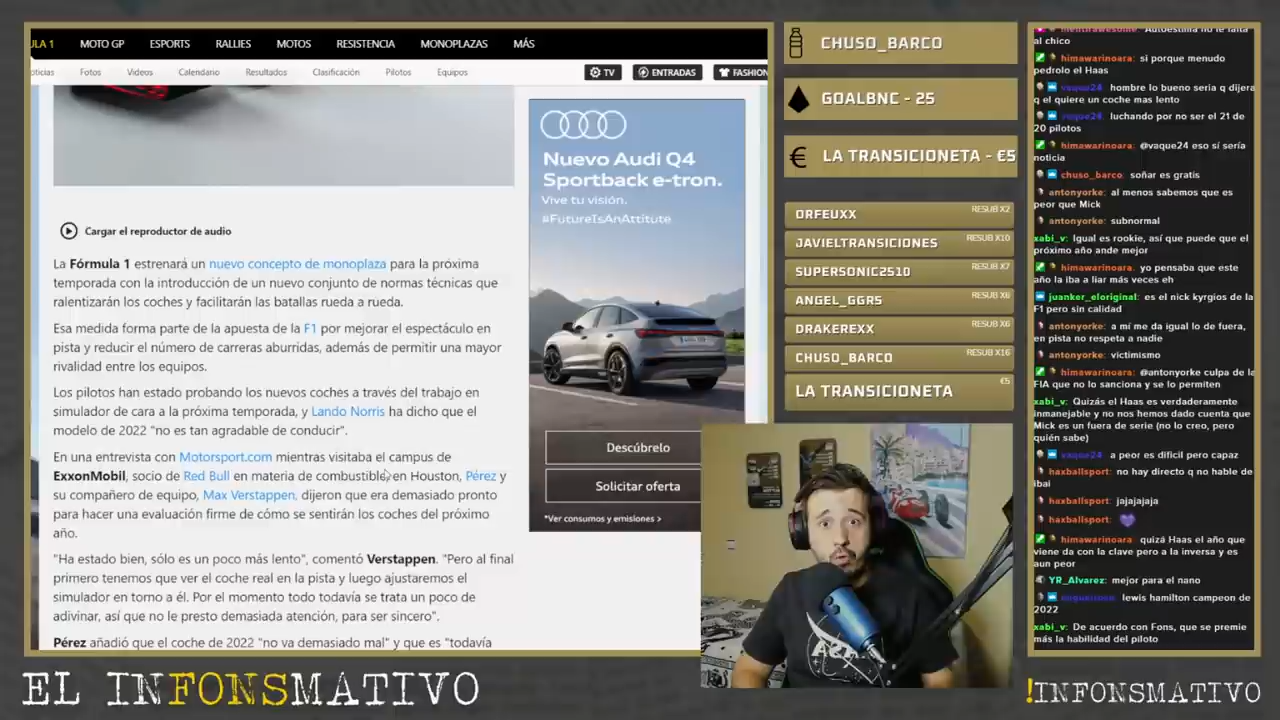 ULA 1 MOTO GP ESPORTS RALLIES MOTOS RESISTENCIA MONOPLAZAS MÁS
oticias Fotos Videos Calendario Resultados Clasificación Pilotos Equipos TV ENTRADAS FASHION
Cargar el reproductor de audio
La Fórmula 1 estrenará un nuevo concepto de monoplaza para la próxima
temporada con la introducción de un nuevo conjunto de normas técnicas que
ralentizarán los coches y facilitarán las batallas rueda a rueda.
Esa medida forma parte de la apuesta de la F1 por mejorar el espectáculo en
pista y reducir el número de carreras aburridas, además de permitir una mayor
rivalidad entre los equipos.
Los pilotos han estado probando los nuevos coches a través del trabajo en
simulador de cara a la próxima temporada, y Lando Norris ha dicho que el
modelo de 2022 "no es tan agradable de conducir".
En una entrevista con Motorsport.com mientras visitaba el campus de
ExxonMobil, socio de Red Bull en materia de combustible, en Houston, Pérez y
su compañero de equipo, Max Verstappen, dijeron que era demasiado pronto
para hacer una evaluación firme de cómo se sentirán los coches del próximo
año.
"Ha estado bien, sólo es un poco más lento", comentó Verstappen. "Pero al final
primero tenemos que ver el coche real en la pista y luego ajustaremos el
simulador en torno a él. Por el momento todo todavía se trata un poco de
adivinar, así que no le presto demasiada atención, para ser sincero".
Pérez añadió que el coche de 2022 "no va demasiado mal" y que es "todavía
Nuevo Audi Q4
Sportback e-tron.
Vive tu visión.
#FutureIsAnAttitute
Descúbrelo
Solicitar oferta
*Ver consumos y emisiones >
CHUSO_BARCO
GOALBNC - 25
€ LA TRANSICIONETA - €5
ORFEUXX RESUB X2
JAVIELTRANSICIONES RESUB X10
SUPERSONIC2510 RESUB X7
ANGEL_GGRS
DRAKEREXX
CHUSO_BARCO RESUB X16
LA TRANSICIONETA €5
al chico
himawarinoara: si porque menudo
pedrolo el Haas
vaque24: hombre lo bueno seria q dijera
q el quiere un coche mas lento
vaque24: luchando por no ser el 21 de
20 pilotos
himawarinoara: @vaque24 eso sí sería
noticia
chuso_barco: soñar es gratis
antonyorke: al menos sabemos que es
peor que Mick
antonyorke: subnormal
xabi_v: Igual es rookie, así que puede que el
próximo año ande mejor
himawarinoara: yo pensaba que este
año la iba a liar más veces eh
juanker_eloriginal: es el nick kyrgios de la
F1 pero sin calidad
antonyorke: a mí me da igual lo de fuera,
en pista no respeta a nadie
antonyorke: victimismo
himawarinoara: @antonyorke culpa de la
FIA que no lo sanciona y se lo permiten
xabi_v: Quizás el Haas es verdaderamente
inmanejable y no nos hemos dado cuenta que
Mick es un fuera de serie (no lo creo, pero
quién sabe)
vaque24: a peor es dificil pero capaz
haxballsport: no hay directo q no hable de
ibai
haxballsport: jajajajaja
haxballsport:
himawarinoara: quizá Haas el año que
viene da con la clave pero a la inversa y es
aun peor
YR_Alvarez: mejor para el nano
lewis hamilton campeon de
2022
xabi_v: De acuerdo con Fons, que se premie
más la habilidad del piloto
EL INFONSMATIVO
!INFONSMATIVO